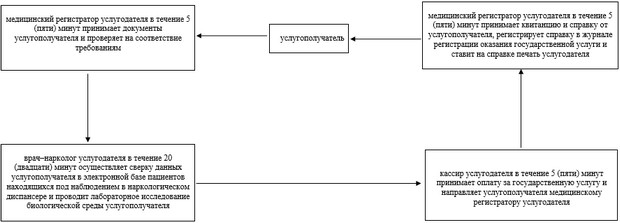 медицинский регистратор услугодателя в течение 5
(пяти) минут принимает документы
услугополучателя и проверяет на соответствие
требованиям
услугополучатель
медицинский регистратор услугодателя в течение 5
(пяти) минут принимает квитанцию и справку от
услугополучателя, регистрирует справку в журнале
регистрации оказания государственной услуги и
ставит на справке печать услугодателя
врач–нарколог услугодателя в течение 20
(двадцати) минут осуществляет сверку данных
услугополучателя в электронной базе пациентов
находящихся под наблюдением в наркологическом
диспансере и проводит лабораторное исследование
биологической среды услугополучателя
кассир услугодателя в течение 5 (пяти) минут
принимает оплату за государственную услугу и
направляет услугополучателя медицинскому
регистратору услугодателя